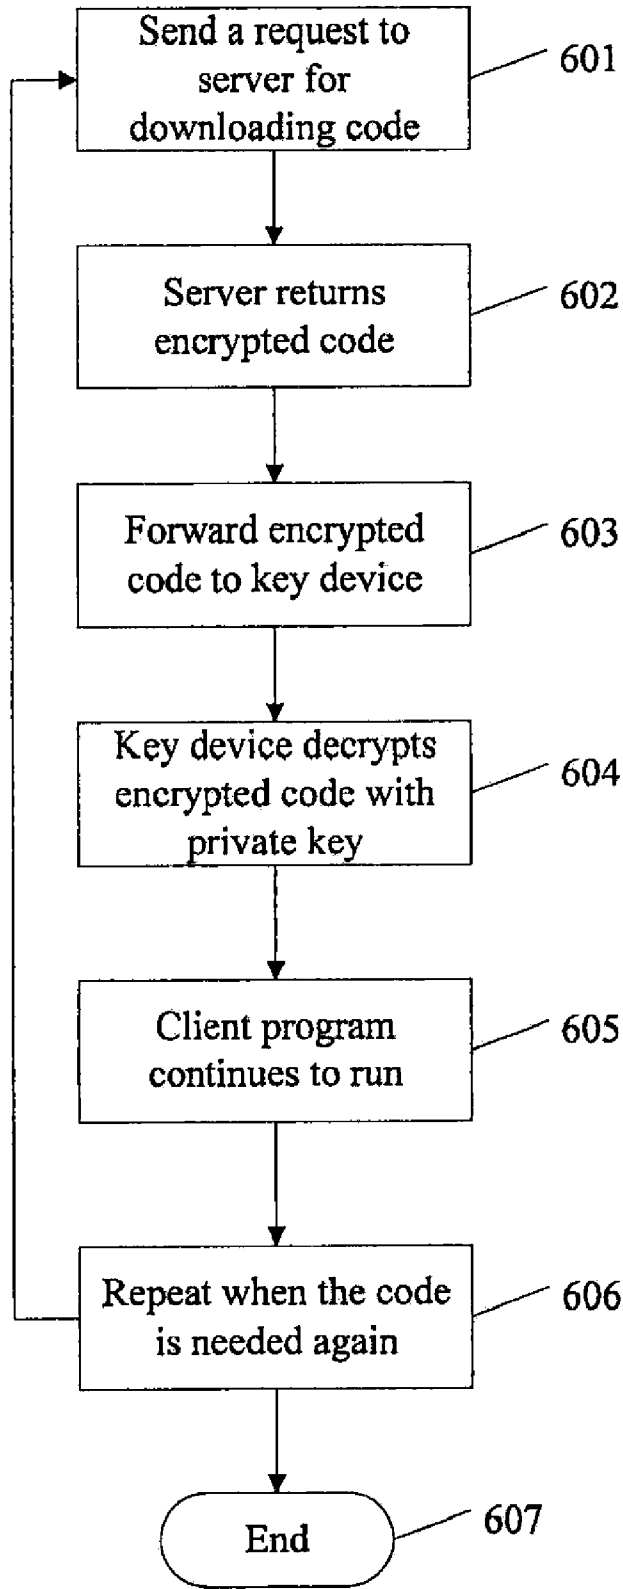 Send a request to
server for
downloading code
601
Server returns
encrypted code
602
Forward encrypted
code to key device
603
Key device decrypts
encrypted code with
private key
604
Client program
continues to run
605
Repeat when the code
is needed again
606
End
607